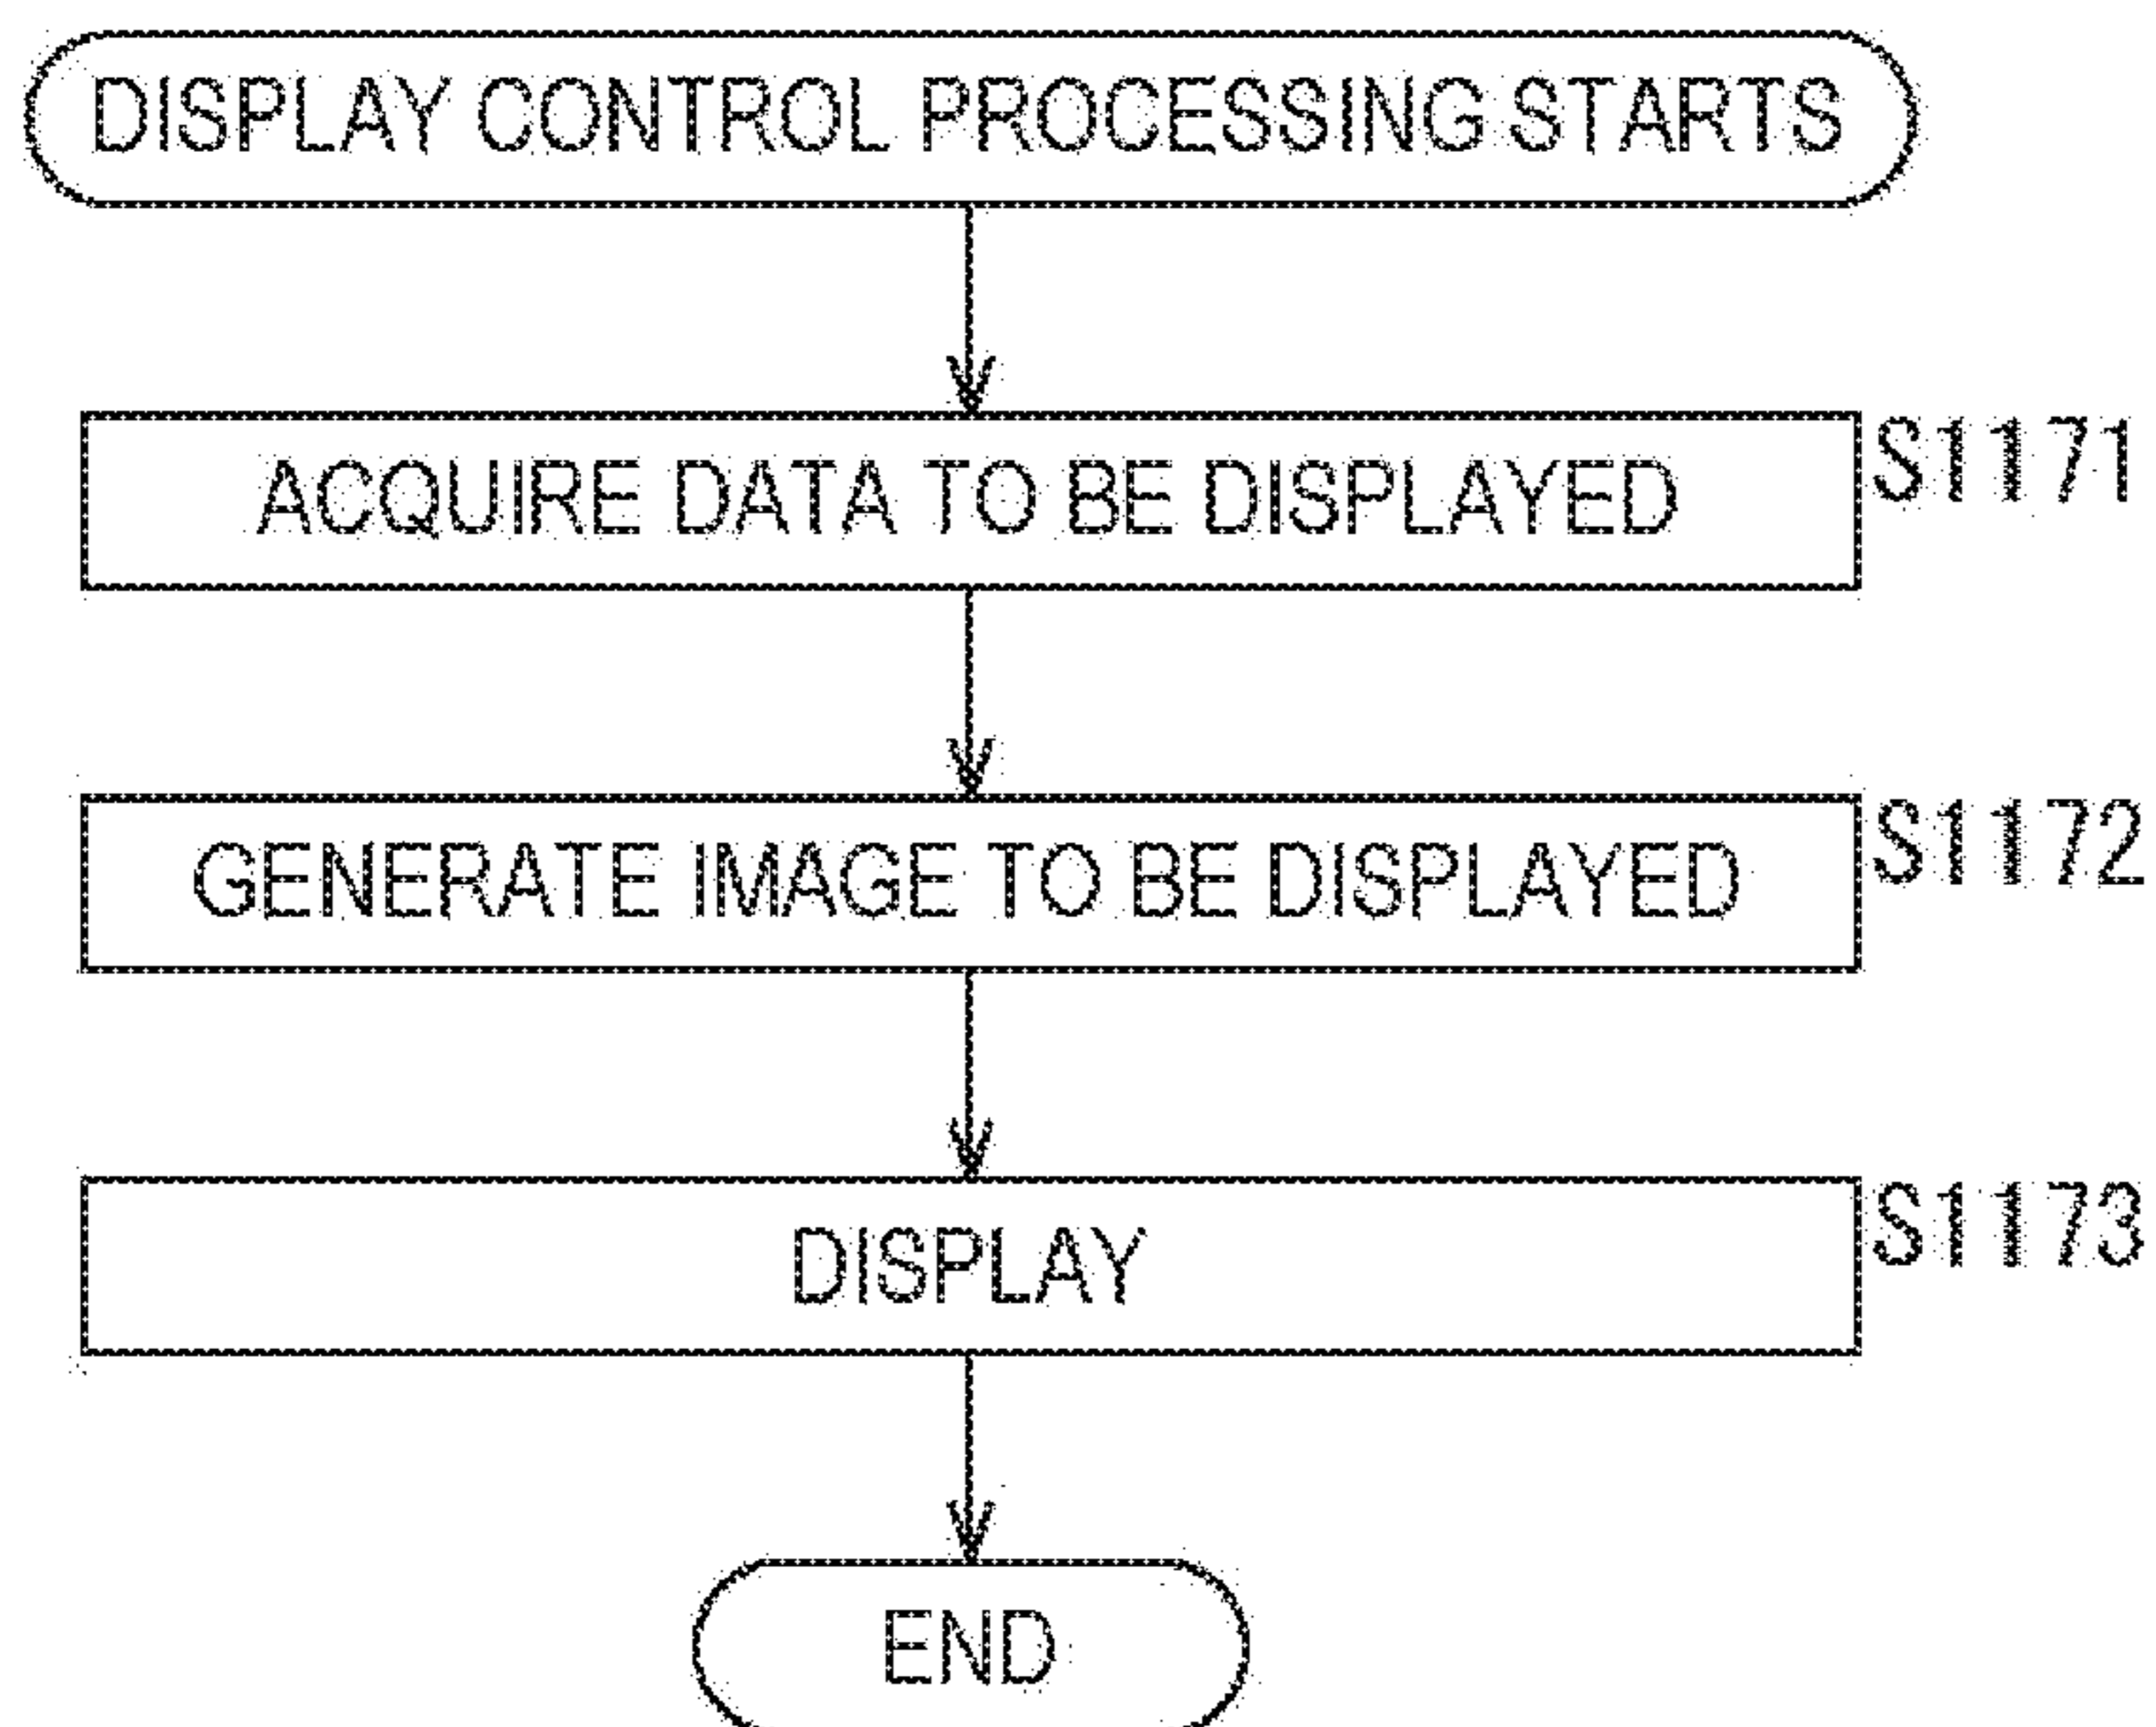 DISPLAY CONTROL PROCESSING STARTS
ACQUIRE DATA TO BE DISPLAYED
S1171
GENERATE IMAGE TO BE DISPLAYED
S1172
DISPLAY
S1173
END